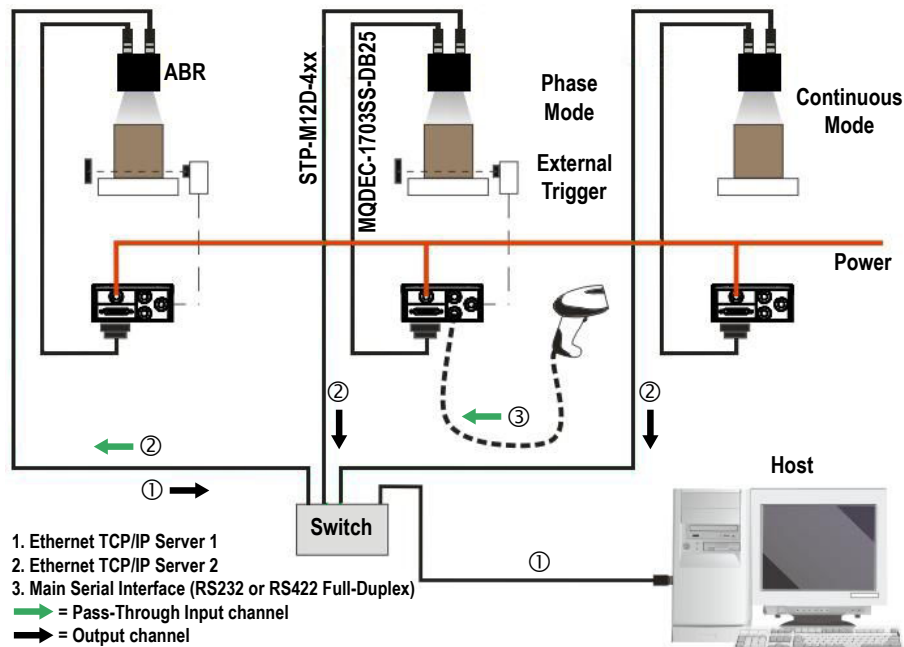 ABR
STP-M12D-4xx
MQDEC-1703SS-DB25
Phase
Mode
External
Trigger
Continuous
Mode
Power
②
②
③
②
①
Host
Switch
①
1. Ethernet TCP/IP Server 1
2. Ethernet TCP/IP Server 2
3. Main Serial Interface (RS232 or RS422 Full-Duplex)
= Pass-Through Input channel
= Output channel